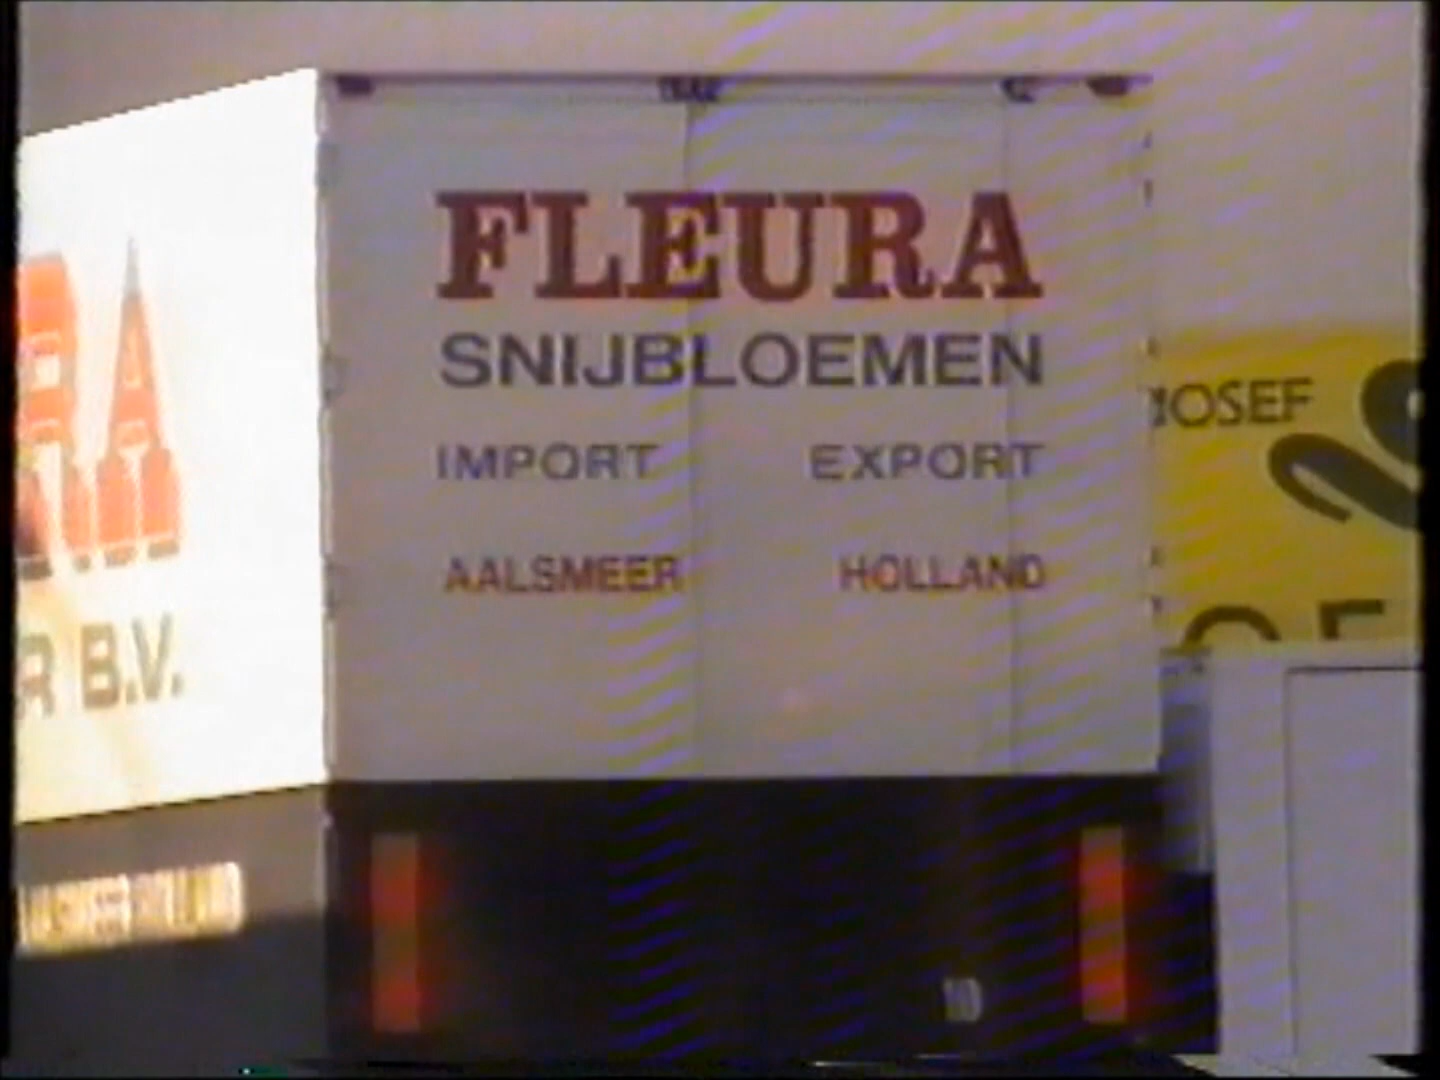 FLEURA
SNIJBLOEMEN
IMPORT EXPORT
AALSMEER HOLLAND
R B.V.
JOSEF